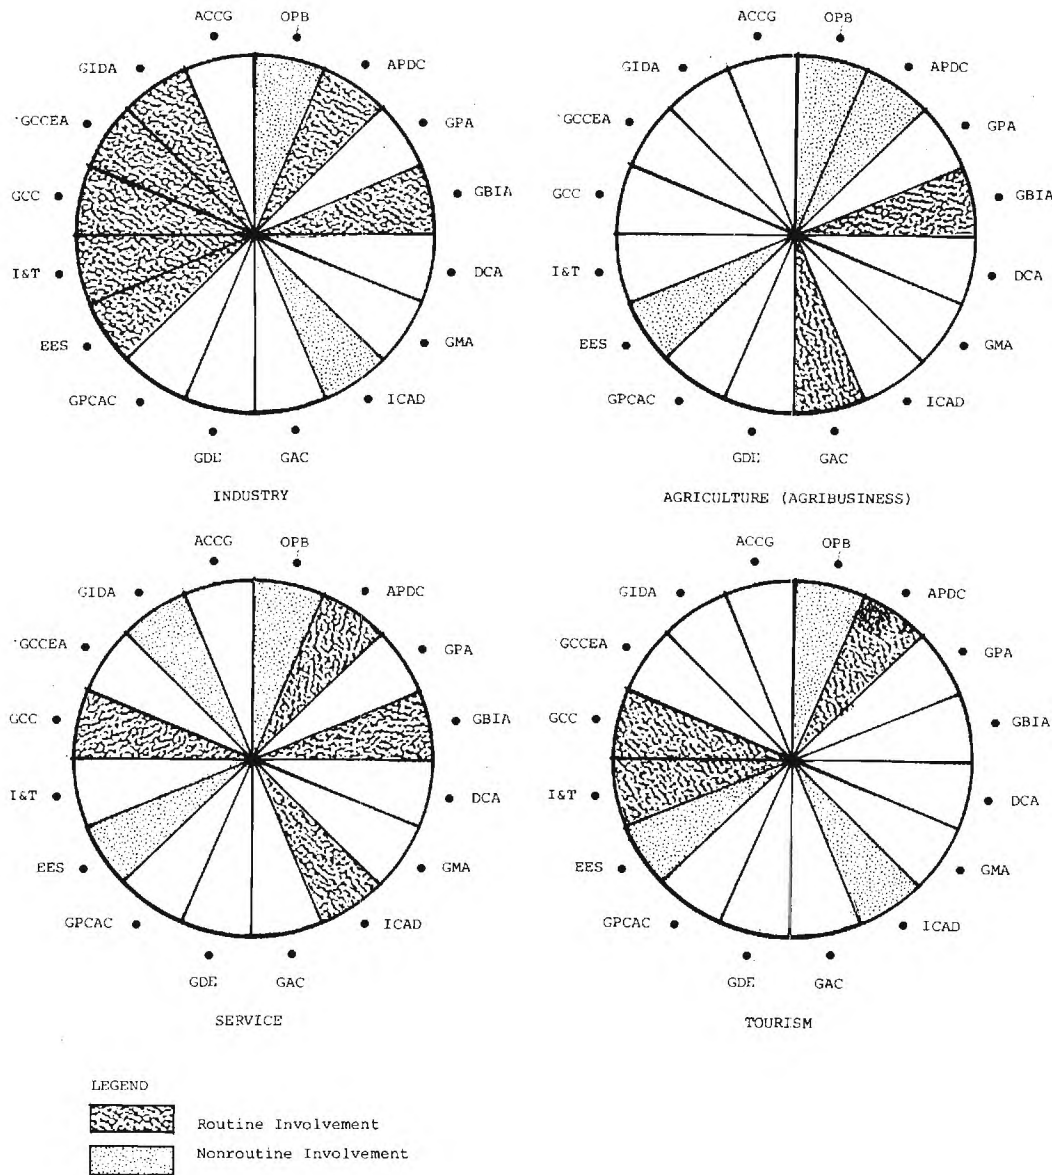 ACCG
OPB
APDC
GPA
GBIA
DCA
GMA
ICAD
GAC
GDE
GPCAC
EES
I&T
GCC
GCCEA
GIDA
INDUSTRY
ACCG
OPB
APDC
GPA
GBIA
DCA
GMA
ICAD
GAC
GDE
GPCAC
EES
I&T
GCC
GCCEA
GIDA
AGRICULTURE (AGRIBUSINESS)
ACCG
OPB
APDC
GPA
GBIA
DCA
GMA
ICAD
GAC
GDE
GPCAC
EES
I&T
GCC
GCCEA
GIDA
SERVICE
ACCG
OPB
APDC
GPA
GBIA
DCA
GMA
ICAD
GAC
GDE
GPCAC
EES
I&T
GCC
GCCEA
GIDA
TOURISM
LEGEND
Routine Involvement
Nonroutine Involvement